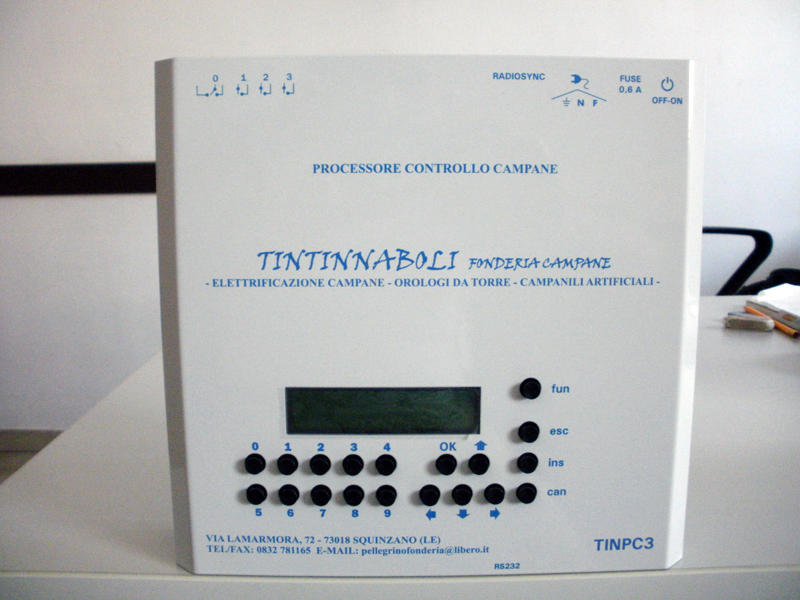 0 1 2 3
RADIOSYNC
N F
FUSE
0,6 A
OFF-ON
PROCESSORE CONTROLLO CAMPANE
TINTINNABOLI FONDERIA CAMPANE
- ELETTRIFICAZIONE CAMPANE - OROLOGI DA TORRE - CAMPANILI ARTIFICIALI -
fun
esc
0 1 2 3 4 OK
ins
can
5 6 7 8 9
VIA LAMARMORA, 72 - 73018 SQUINZANO (LE)
TEL/FAX: 0832 781165 E-MAIL: pellegrinofonderia@libero.it
TINPC3
RS232